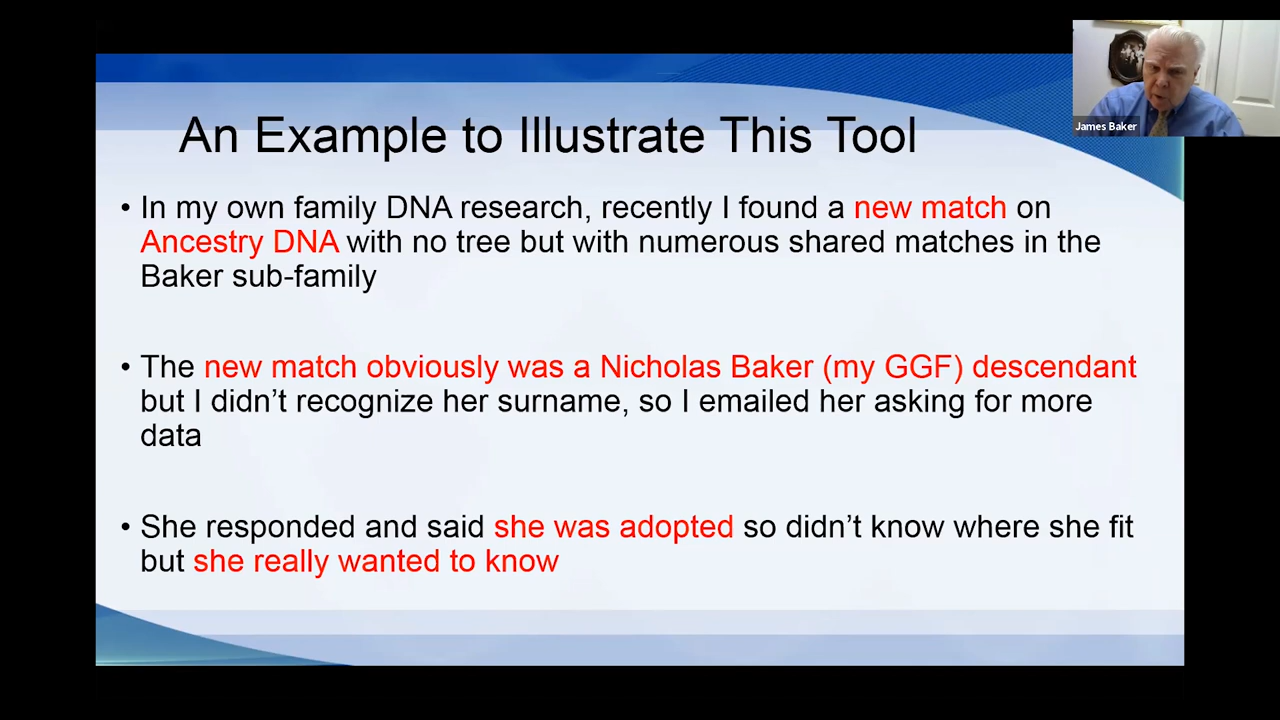 An Example to Illustrate This Tool
James Baker
• In my own family DNA research, recently I found a new match on
Ancestry DNA with no tree but with numerous shared matches in the
Baker sub-family
• The new match obviously was a Nicholas Baker (my GGF) descendant
but I didn’t recognize her surname, so I emailed her asking for more
data
• She responded and said she was adopted so didn’t know where she fit
but she really wanted to know